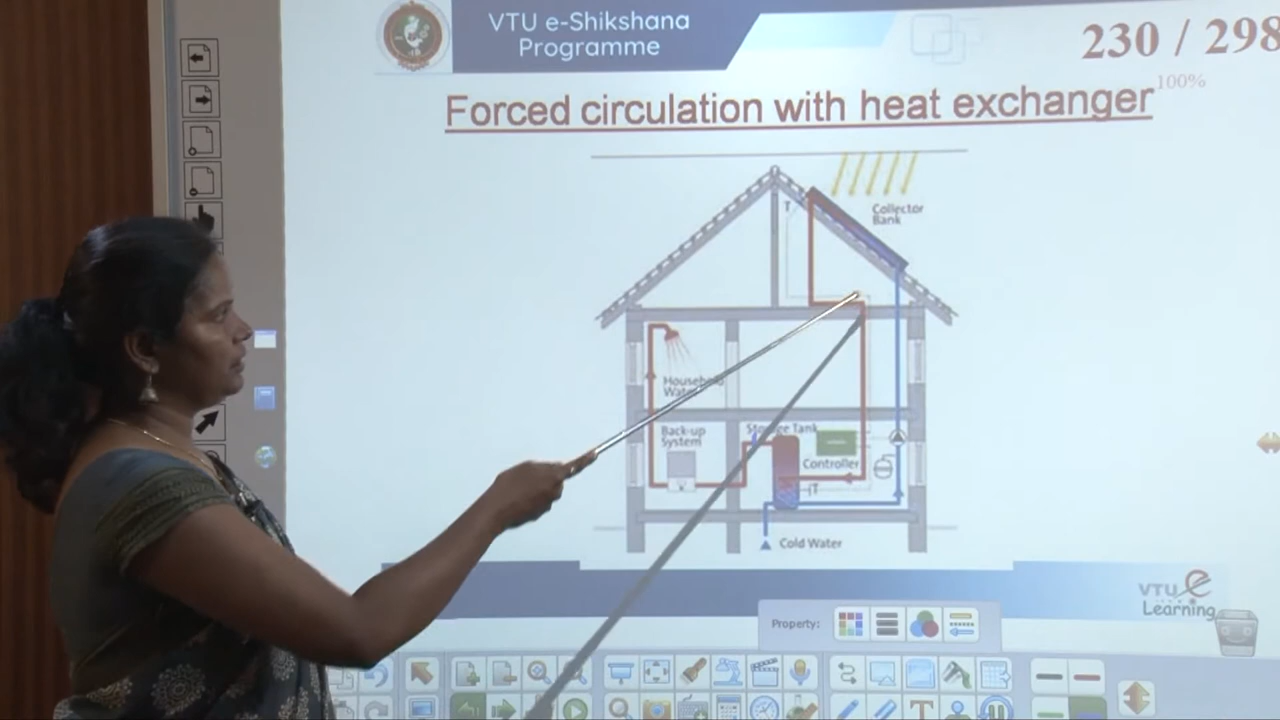 VTU e-Shikshana
Programme
230 / 298
100%
Forced circulation with heat exchanger
T
Collector
Bank
Household
Water
Back-up
System
Storage Tank
Controller
T
Cold Water
VTU e
Learning
Property:
T